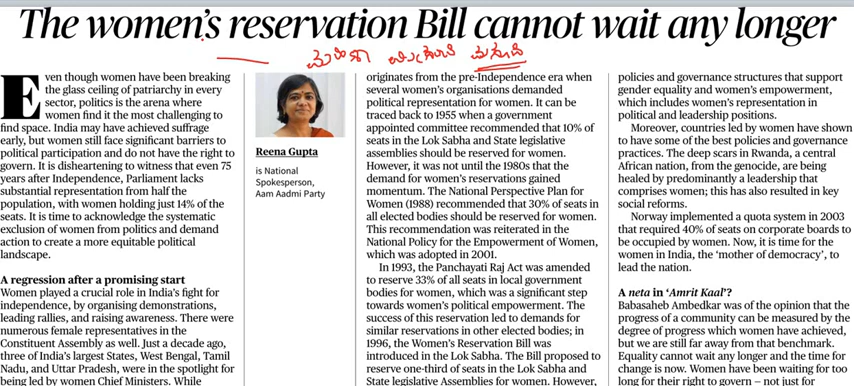 The women's reservation Bill cannot wait any longer
ಮಹಿಳಾ ಮೀಸಲಾತಿ ಮಸೂದೆ
Even though women have been breaking
the glass ceiling of patriarchy in every
sector, politics is the arena where
women find it the most challenging to
find space. India may have achieved suffrage
early, but women still face significant barriers to
political participation and do not have the right to
govern. It is disheartening to witness that even 75
years after Independence, Parliament lacks
substantial representation from half the
population, with women holding just 14% of the
seats. It is time to acknowledge the systematic
exclusion of women from politics and demand
action to create a more equitable political
landscape.
A regression after a promising start
Women played a crucial role in India's fight for
independence, by organising demonstrations,
leading rallies, and raising awareness. There were
numerous female representatives in the
Constituent Assembly as well. Just a decade ago,
three of India's largest States, West Bengal, Tamil
Nadu, and Uttar Pradesh, were in the spotlight for
being led by women Chief Ministers. While
Reena Gupta
is National
Spokesperson,
Aam Aadmi Party
originates from the pre-Independence era when
several women's organisations demanded
political representation for women. It can be
traced back to 1955 when a government
appointed committee recommended that 10% of
seats in the Lok Sabha and State legislative
assemblies should be reserved for women.
However, it was not until the 1980s that the
demand for women's reservations gained
momentum. The National Perspective Plan for
Women (1988) recommended that 30% of seats in
all elected bodies should be reserved for women.
This recommendation was reiterated in the
National Policy for the Empowerment of Women,
which was adopted in 2001.
In 1993, the Panchayati Raj Act was amended
to reserve 33% of all seats in local government
bodies for women, which was a significant step
towards women's political empowerment. The
success of this reservation led to demands for
similar reservations in other elected bodies; in
1996, the Women's Reservation Bill was
introduced in the Lok Sabha. The Bill proposed to
reserve one-third of seats in the Lok Sabha and
State legislative Assemblies for women. However,
policies and governance structures that support
gender equality and women's empowerment,
which includes women's representation in
political and leadership positions.
Moreover, countries led by women have shown
to have some of the best policies and governance
practices. The deep scars in Rwanda, a central
African nation, from the genocide, are being
healed by predominantly a leadership that
comprises women; this has also resulted in key
social reforms.
Norway implemented a quota system in 2003
that required 40% of seats on corporate boards to
be occupied by women. Now, it is time for the
women in India, the 'mother of democracy', to
lead the nation.
A neta in 'Amrit Kaal'?
Babasaheb Ambedkar was of the opinion that the
progress of a community can be measured by the
degree of progress which women have achieved,
but we are still far away from that benchmark.
Equality cannot wait any longer and the time for
change is now. Women have been waiting for too
long for their right to govern — not just for